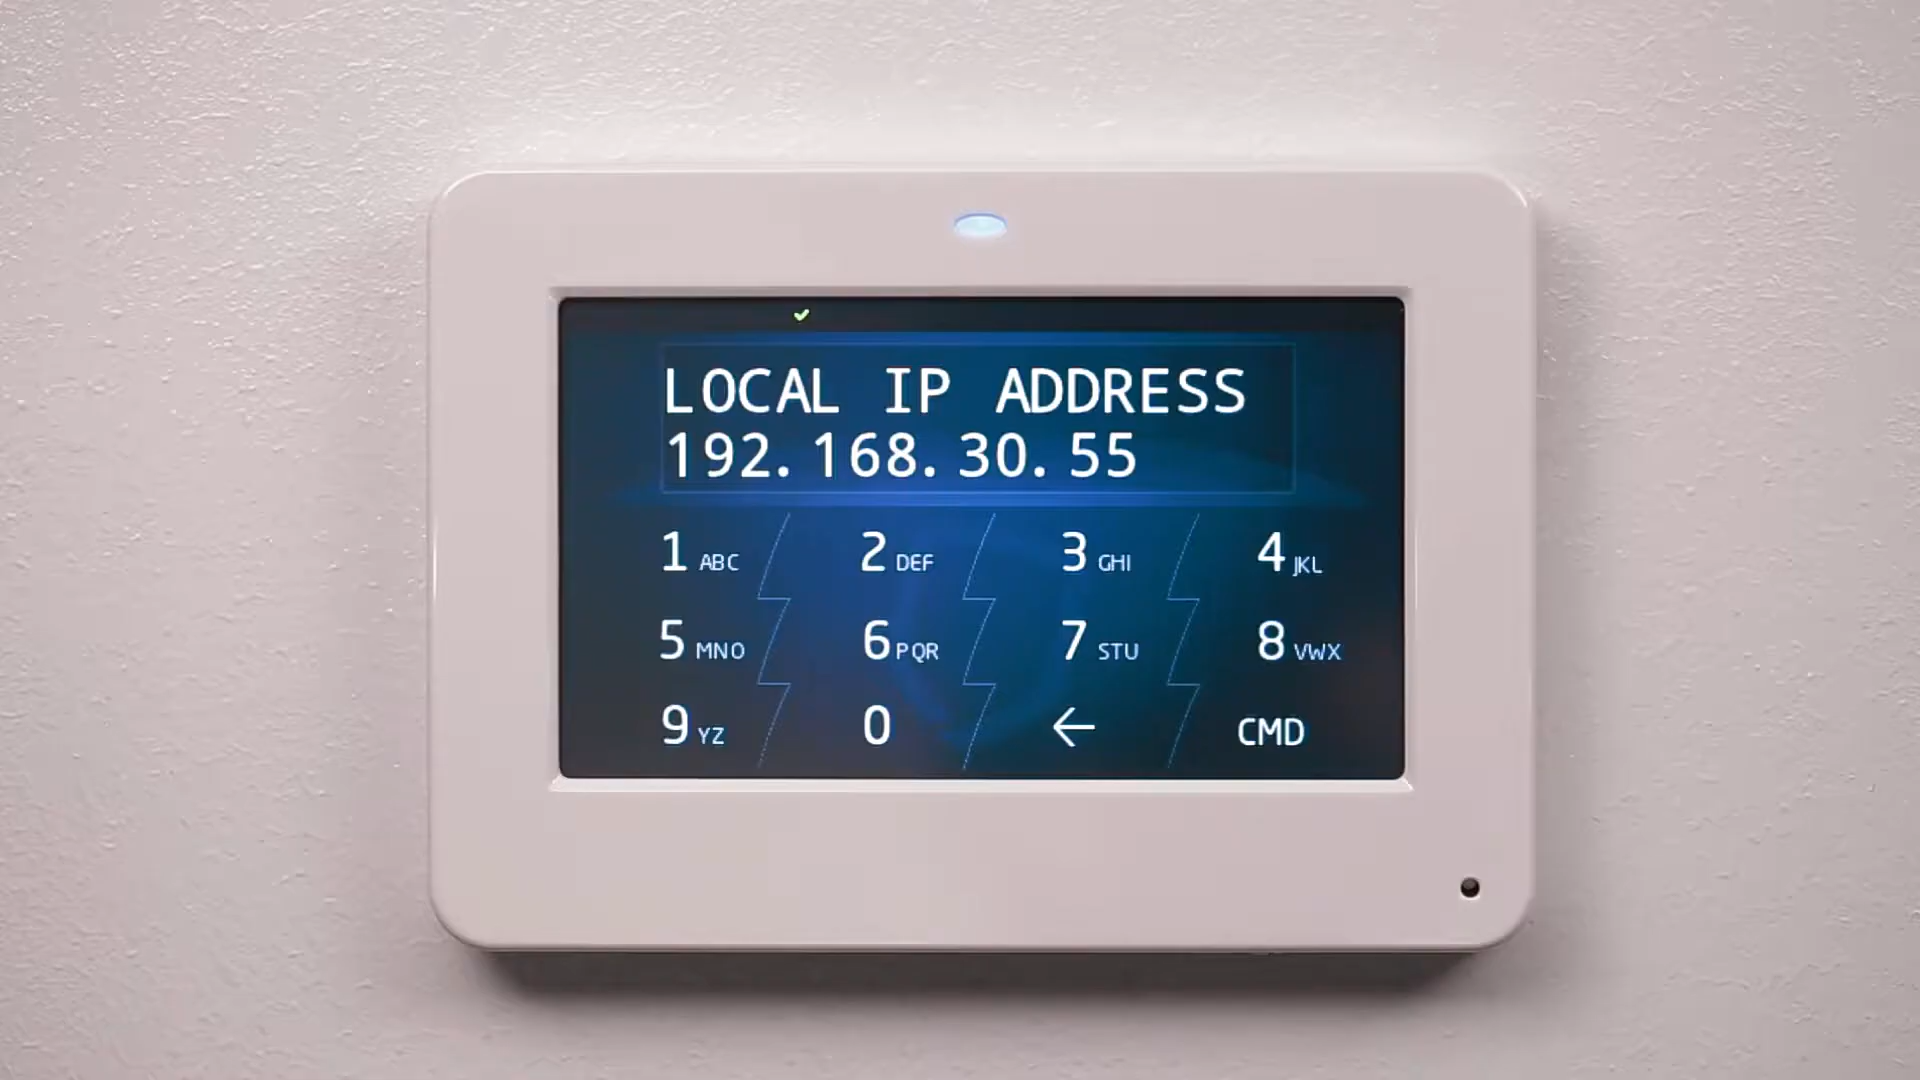 LOCAL IP ADDRESS
192.168.30.55
1 ABC 2 DEF 3 GHI 4 JKL
5 MNO 6 PQR 7 STU 8 VWX
9 YZ 0 ← CMD